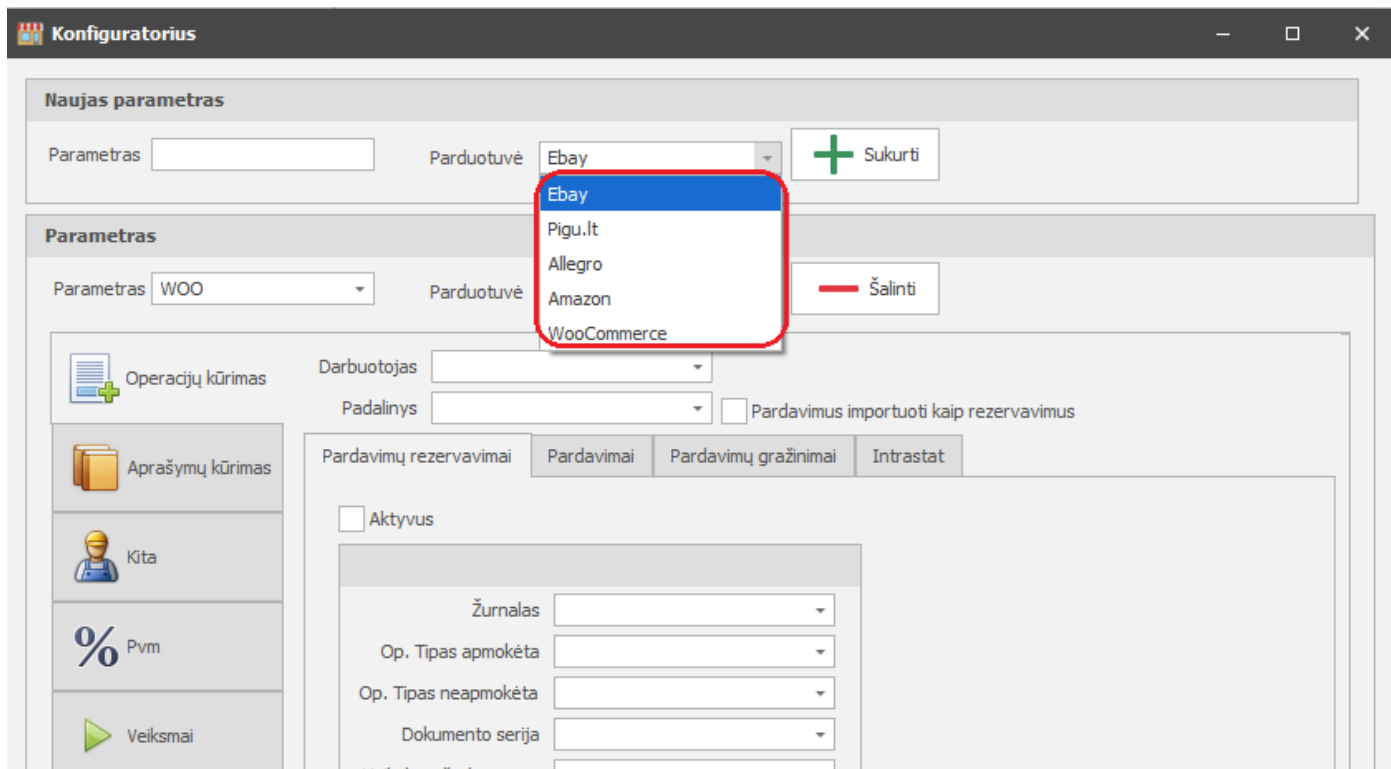 Konfiguratorius
Naujas parametras
Parametras Parduotuvė Ebay Sukurti
Ebay
Pigu.lt
Allegro
Amazon
WooCommerce
Parametras
Parametras WOO Parduotuvė Šalinti
Operacijų kūrimas
Aprašymų kūrimas
Kita
% Pvm
Veiksmai
Darbuotojas
Padalinys Pardavimus importuoti kaip rezervavimus
Pardavimų rezervavimai Pardavimai Pardavimų gražinimai Intrastat
Aktyvus
Žurnalas
Op. Tipas apmokėta
Op. Tipas neapmokėta
Dokumento serija